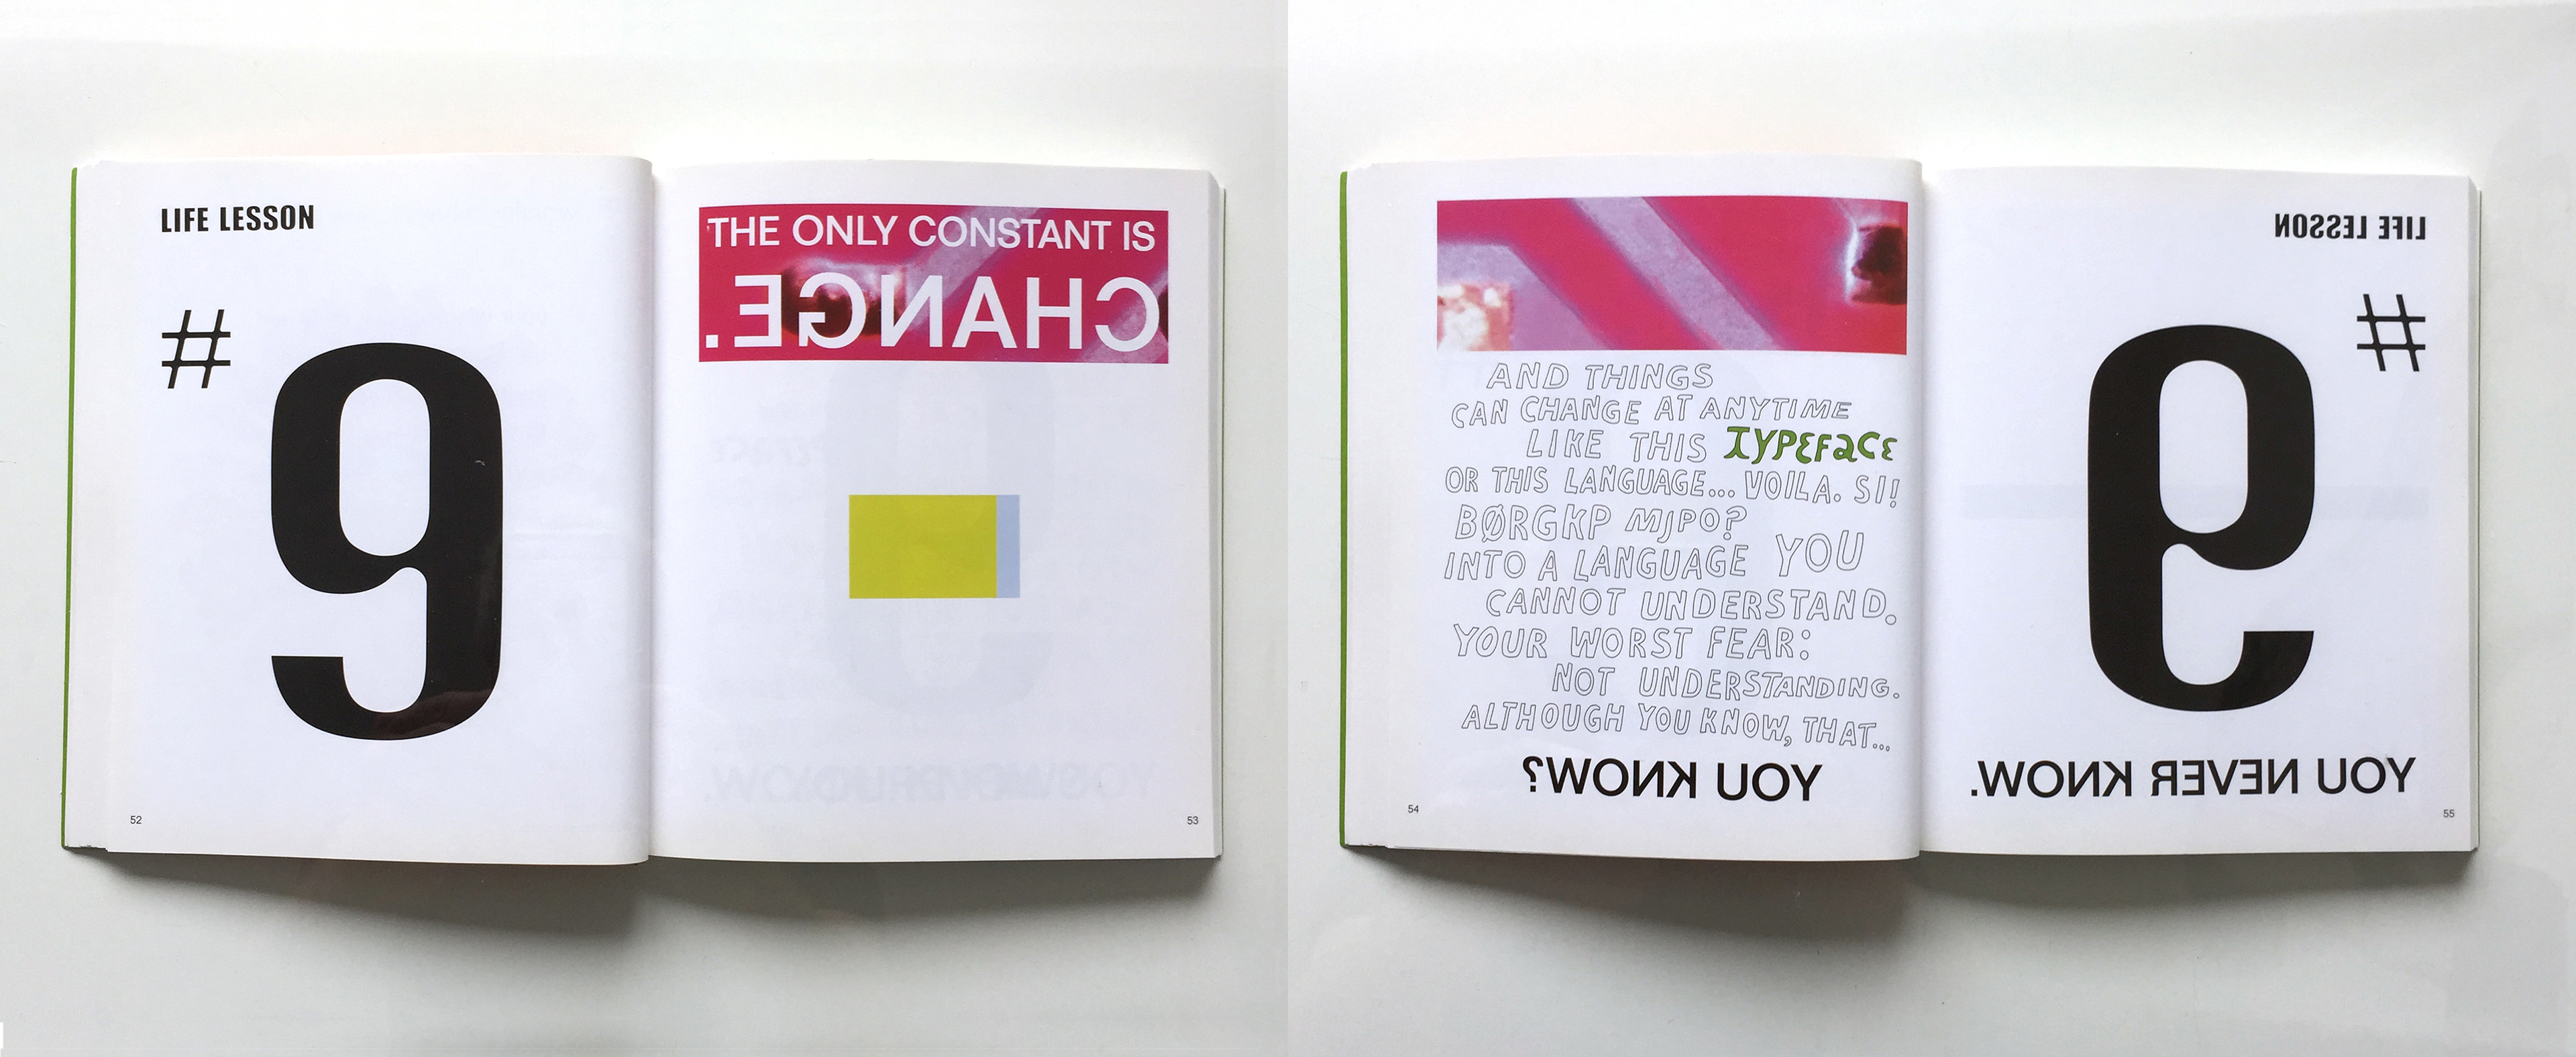 LIFE LESSON
#
9
52
THE ONLY CONSTANT IS
CHANGE.
53
AND THINGS
CAN CHANGE AT ANYTIME
LIKE THIS TYPEFACE
OR THIS LANGUAGE... VOILA. SI!
BØRGKP MJPO?
INTO A LANGUAGE YOU
CANNOT UNDERSTAND.
YOUR WORST FEAR:
NOT UNDERSTANDING.
ALTHOUGH YOU KNOW, THAT...
YOU KNOW?
54
LIFE LESSON
#
9
YOU NEVER KNOW.
55